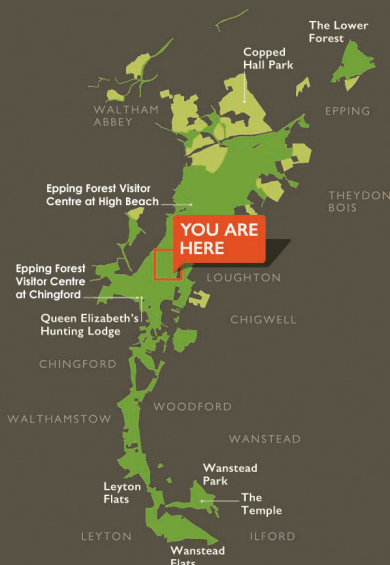 The Lower
Forest
Copped
Hall Park
WALTHAM
ABBEY
EPPING
Epping Forest Visitor
Centre at High Beach
THEYDON
BOIS
YOU ARE
HERE
Epping Forest
Visitor Centre
at Chingford
LOUGHTON
Queen Elizabeth's
Hunting Lodge
CHIGWELL
CHINGFORD
WOODFORD
WALTHAMSTOW
WANSTEAD
Wanstead
Park
Leyton
Flats
The
Temple
LEYTON
ILFORD
Wanstead
Flats